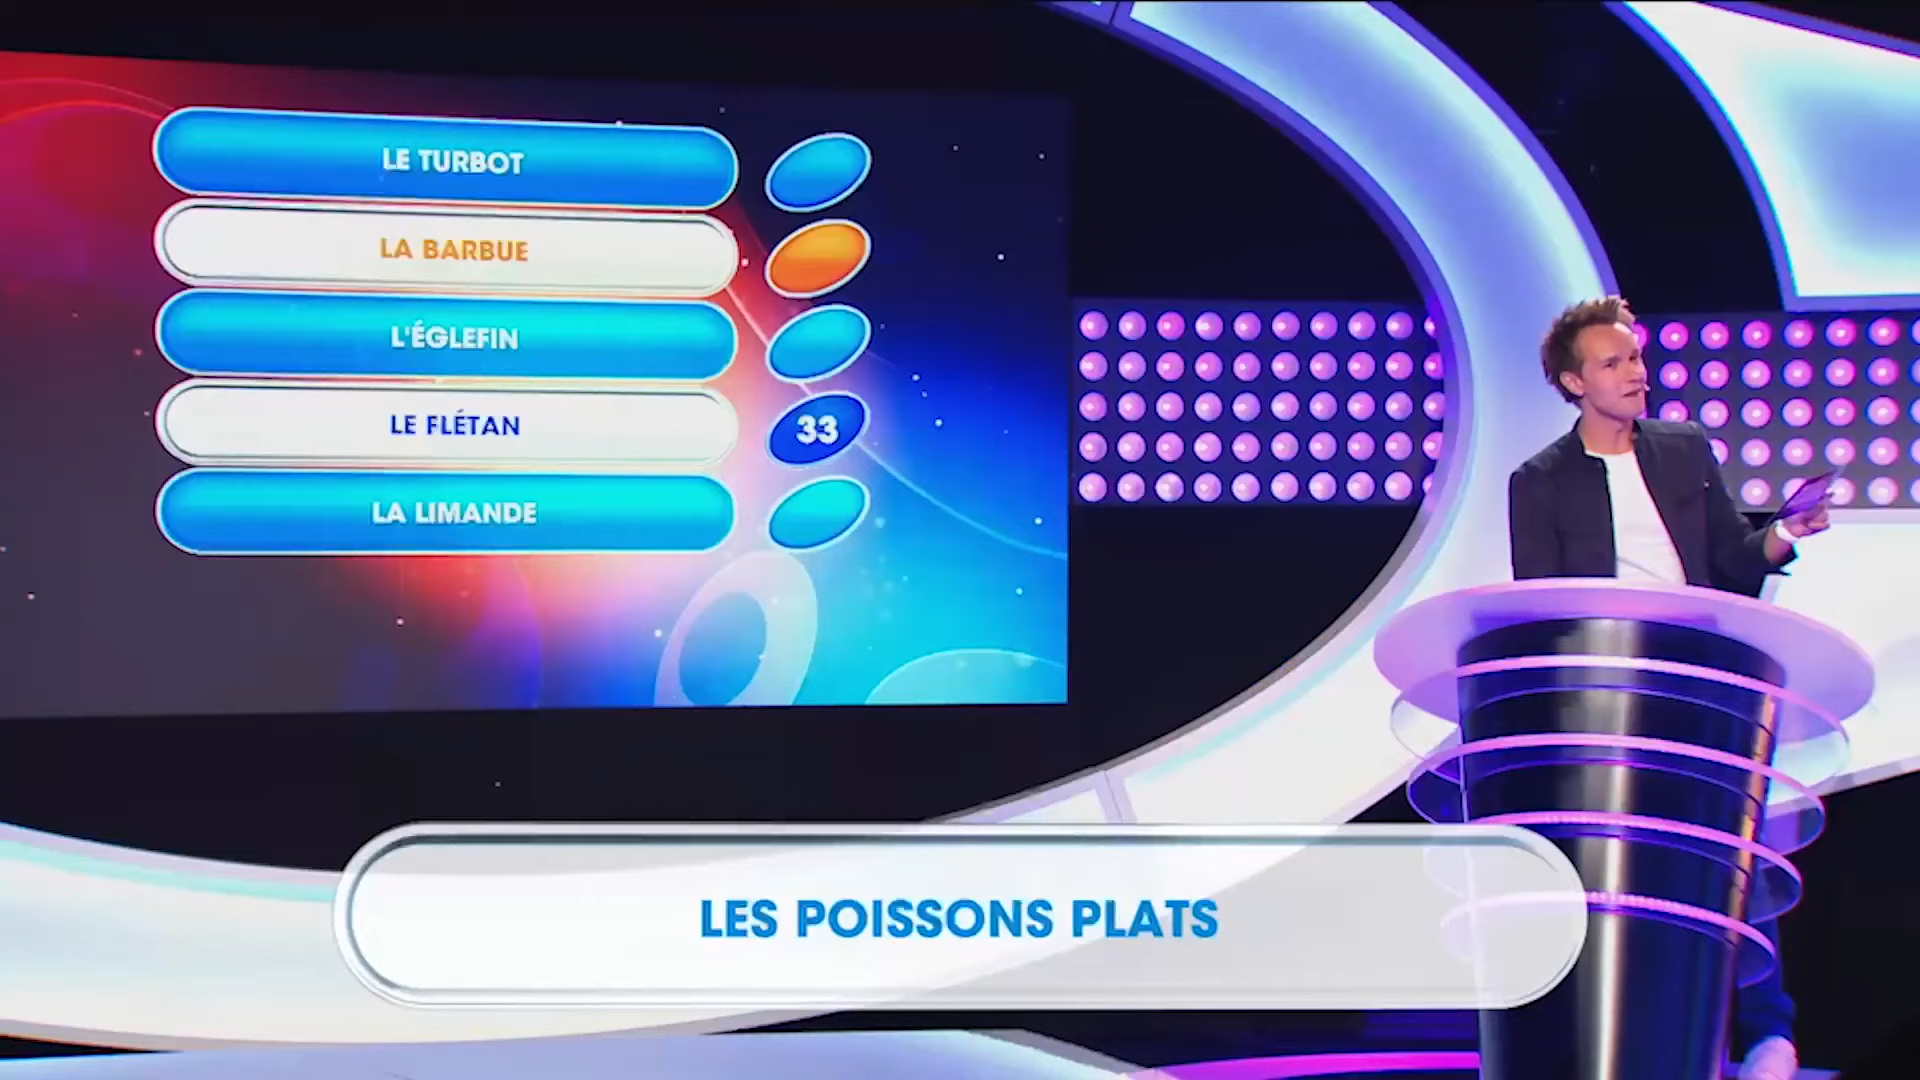 LE TURBOT
LA BARBUE
L'ÉGLEFIN
LE FLÉTAN
33
LA LIMANDE
LES POISSONS PLATS